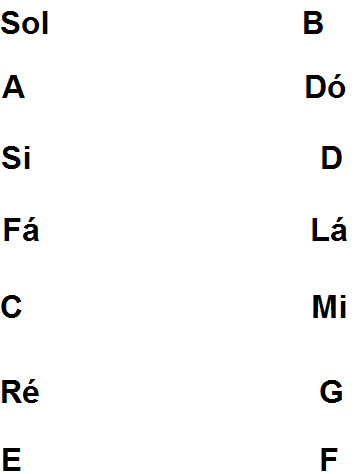 Sol B
A Dó
Si D
Fá Lá
C Mi
Ré G
E F